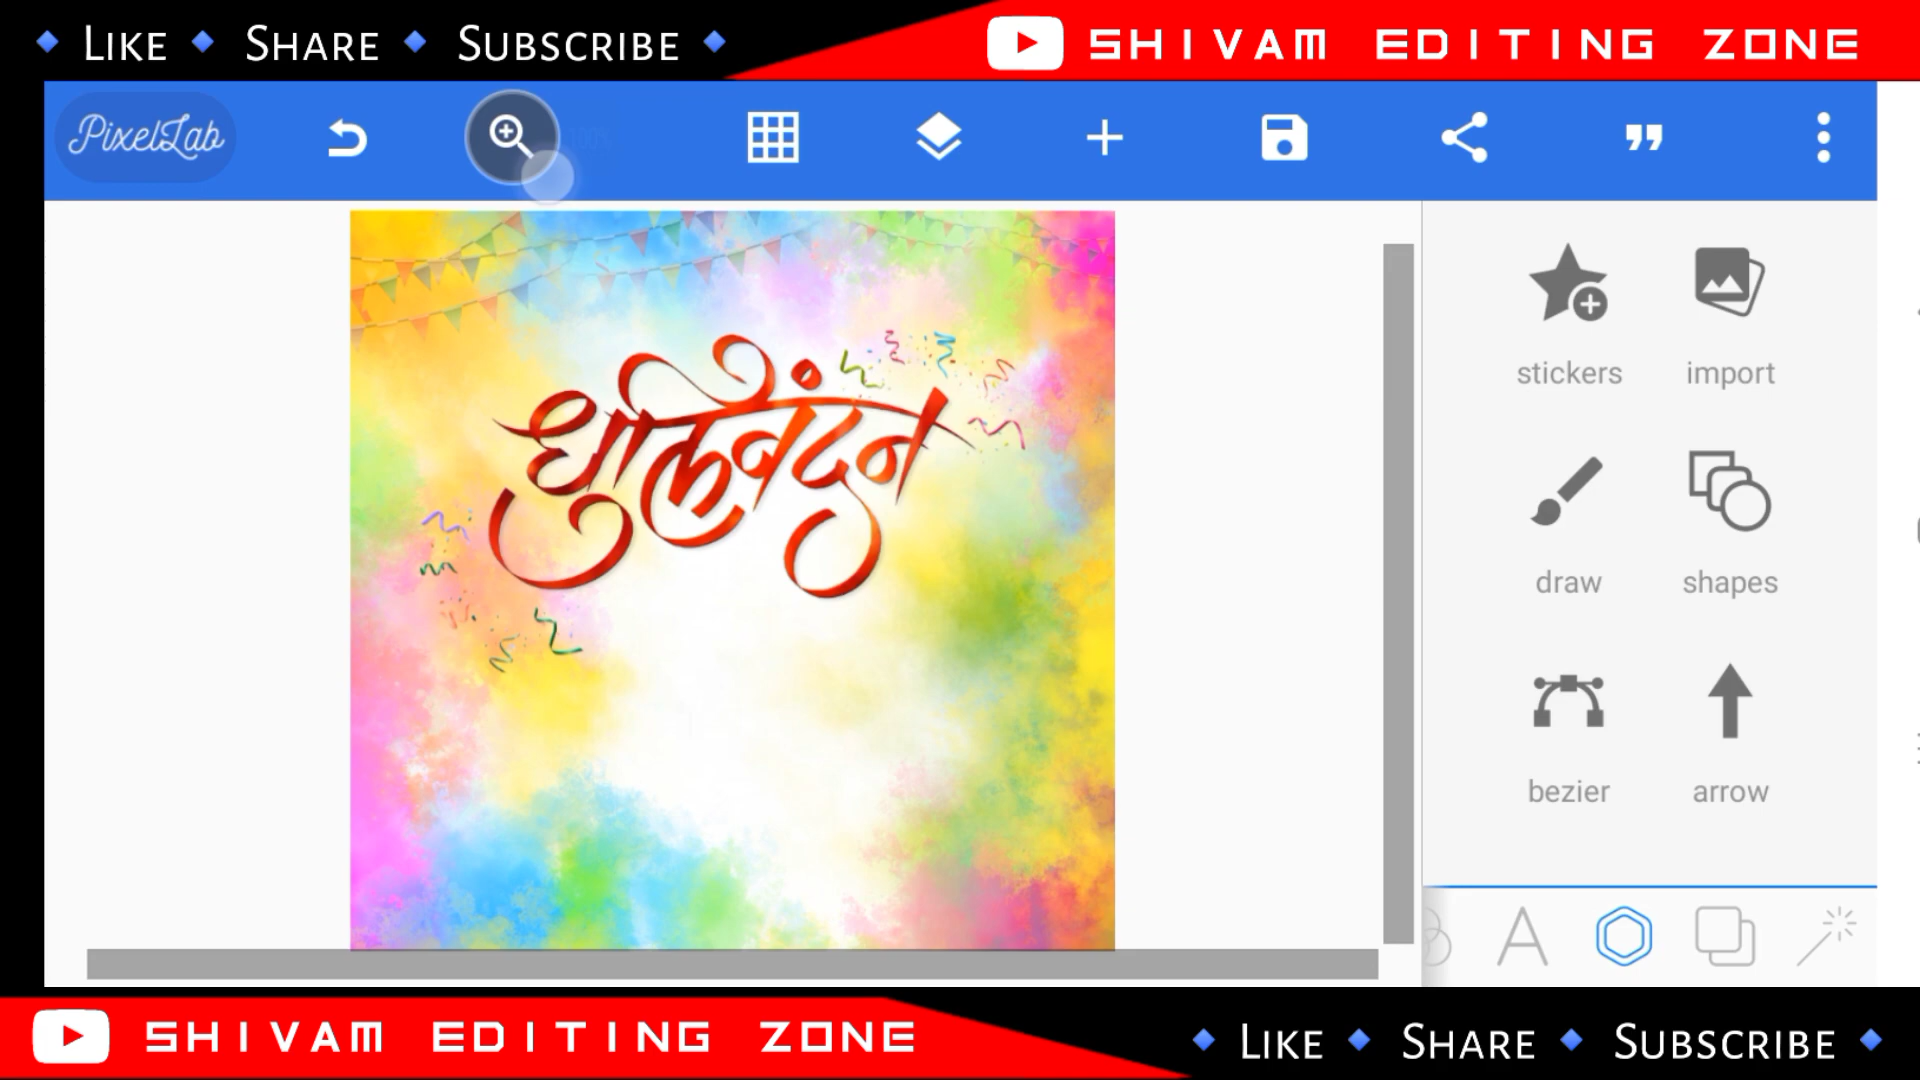 Like Share Subscribe
SHIVAM EDITING ZONE
PixelLab
100%
धुलिवंदन
stickers import
draw shapes
bezier arrow
SHIVAM EDITING ZONE
Like Share Subscribe